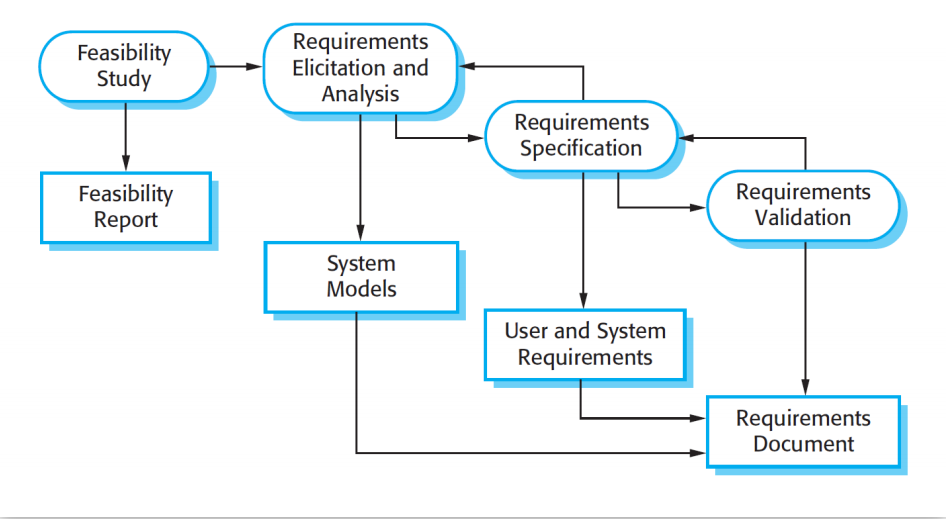 Feasibility
Study
Requirements
Elicitation and
Analysis
Requirements
Specification
Requirements
Validation
Feasibility
Report
System
Models
User and System
Requirements
Requirements
Document